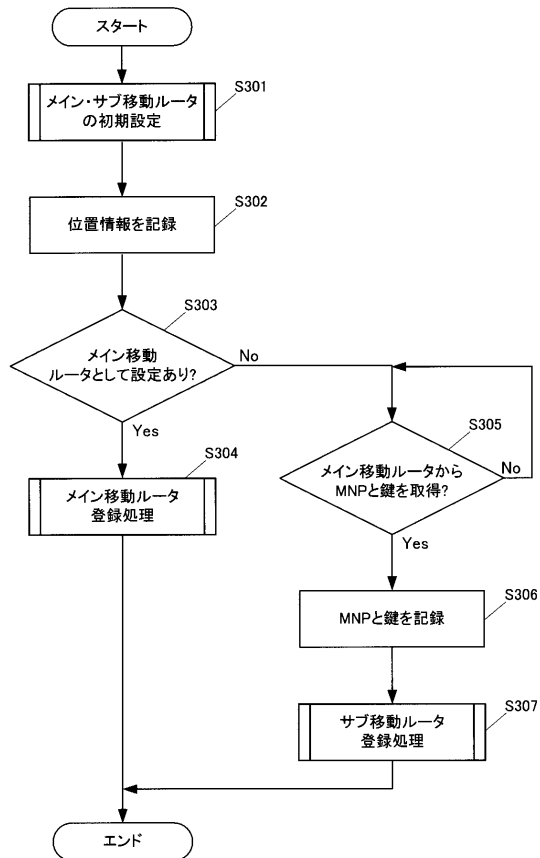 スタート
S301
メイン・サブ移動ルータ
の初期設定
S302
位置情報を記録
S303
メイン移動
ルータとして設定あり?
No
Yes
S304
メイン移動ルータ
登録処理
S305
メイン移動ルータから
MNPと鍵を取得?
No
Yes
S306
MNPと鍵を記録
S307
サブ移動ルータ
登録処理
エンド